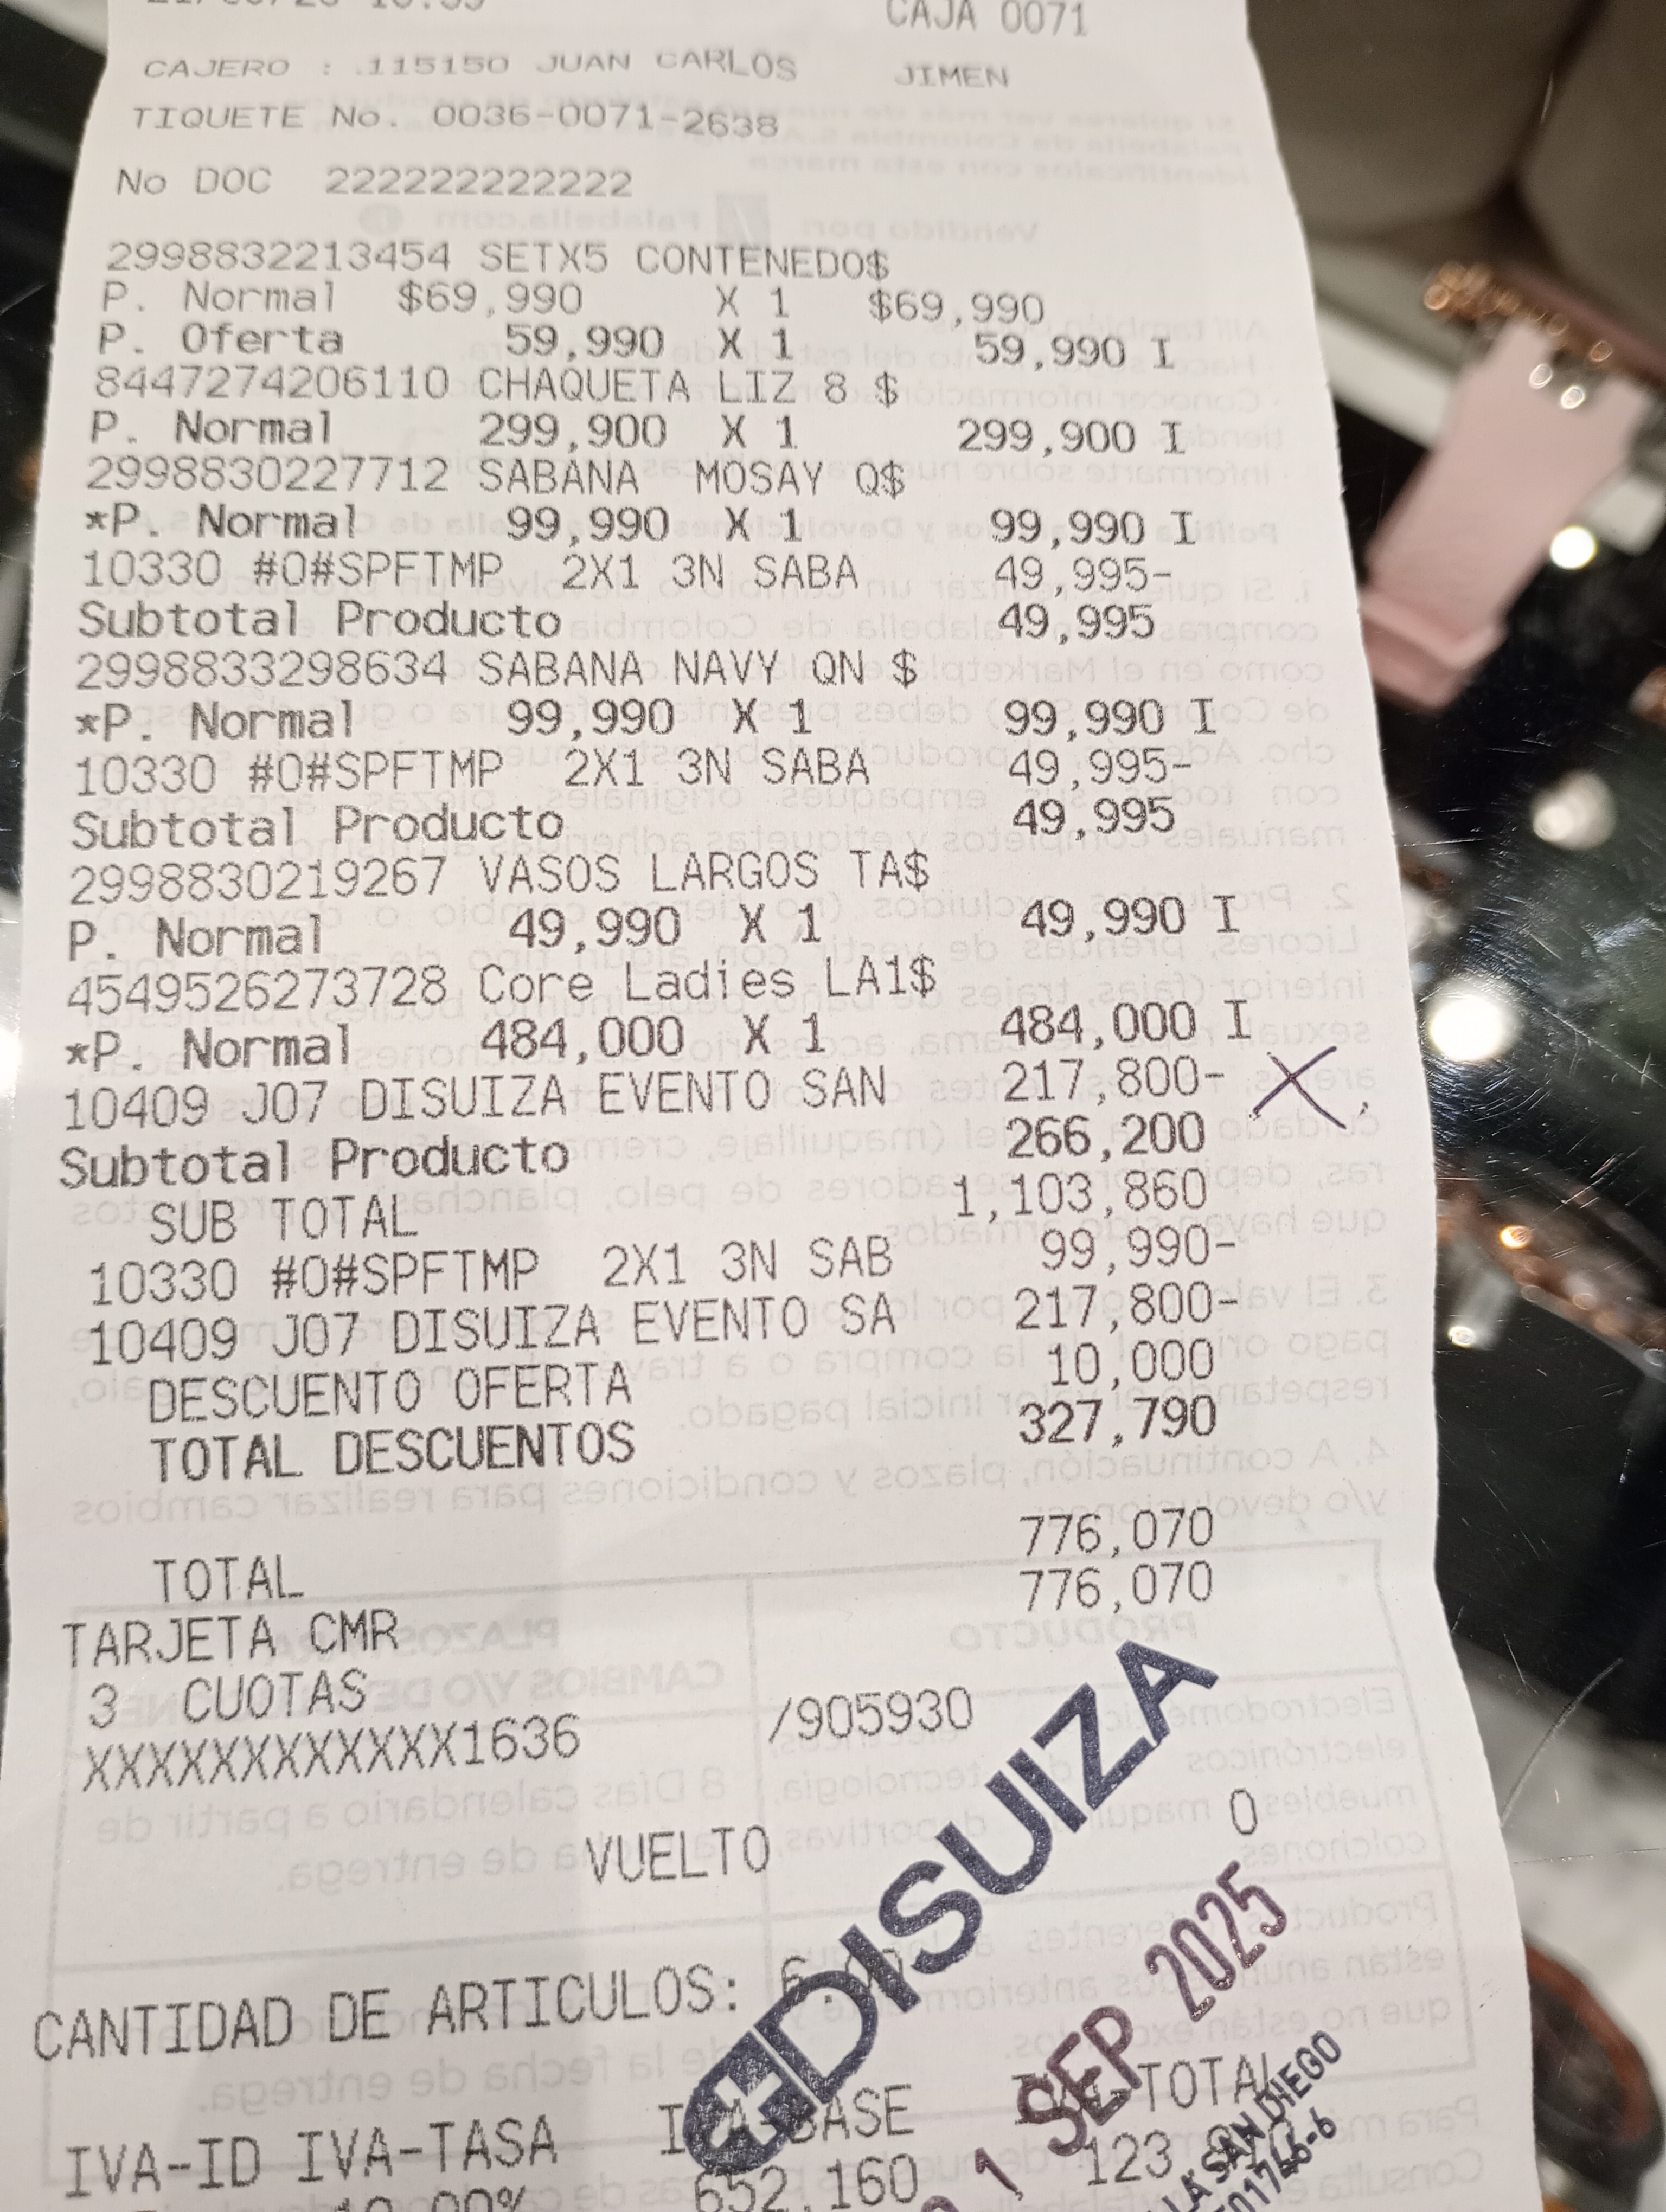 CAJA 0071
CAJERO : .115150 JUAN CARLOS JIMEN
TIQUETE No. 0036-0071-2638
No DOC 222222222222
2998832213454 SETX5 CONTENEDO$
P. Normal $69,990 X 1 $69,990
P. Oferta 59,990 X 1 59,990 I
8447274206110 CHAQUETA LIZ 8 $
P. Normal 299,900 X 1 299,900 I
2998830227712 SABANA MOSAY Q$
*P. Normal 99,990 X 1 99,990 I
10330 #0#SPFTMP 2X1 3N SABA 49,995-
Subtotal Producto 49,995
2998833298634 SABANA NAVY QN $
*P. Normal 99,990 X 1 99,990 I
10330 #0#SPFTMP 2X1 3N SABA 49,995-
Subtotal Producto 49,995
2998830219267 VASOS LARGOS TA$
P. Normal 49,990 X 1 49,990 I
4549526273728 Core Ladies LA1$
*P. Normal 484,000 X 1 484,000 I
10409 J07 DISUIZA EVENTO SAN 217,800- X
Subtotal Producto 266,200
SUB TOTAL 1,103,860
10330 #0#SPFTMP 2X1 3N SAB 99,990-
10409 J07 DISUIZA EVENTO SA 217,800-
DESCUENTO OFERTA 10,000
TOTAL DESCUENTOS 327,790
TOTAL 776,070
TARJETA CMR 776,070
3 CUOTAS
XXXXXXXXXXXX1636 /905930
VUELTO 0
CANTIDAD DE ARTICULOS:
DISUIZA
1 SEP 2025
SAN DIEGO
IVA-ID IVA-TASA
652,160 123